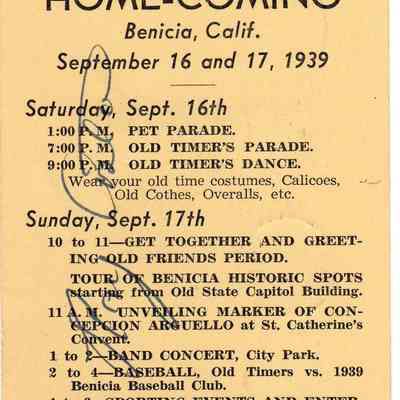 HOME-COMING
Benicia, Calif.
September 16 and 17, 1939
Saturday, Sept. 16th
1:00 P. M. PET PARADE.
7:00 P. M. OLD TIMER'S PARADE.
9:00 P. M. OLD TIMER'S DANCE.
Wear your old time costumes, Calicoes,
Old Cothes, Overalls, etc.
Sunday, Sept. 17th
10 to 11—GET TOGETHER AND GREET-
ING OLD FRIENDS PERIOD.
TOUR OF BENICIA HISTORIC SPOTS
starting from Old State Capitol Building.
11 A. M. UNVEILING MARKER OF CON-
CEPCION ARGUELLO at St. Catherine's
Convent.
1 to 2—BAND CONCERT, City Park.
2 to 4—BASEBALL, Old Timers vs. 1939
Benicia Baseball Club.
SPORTING EVENTS AND ENTER-